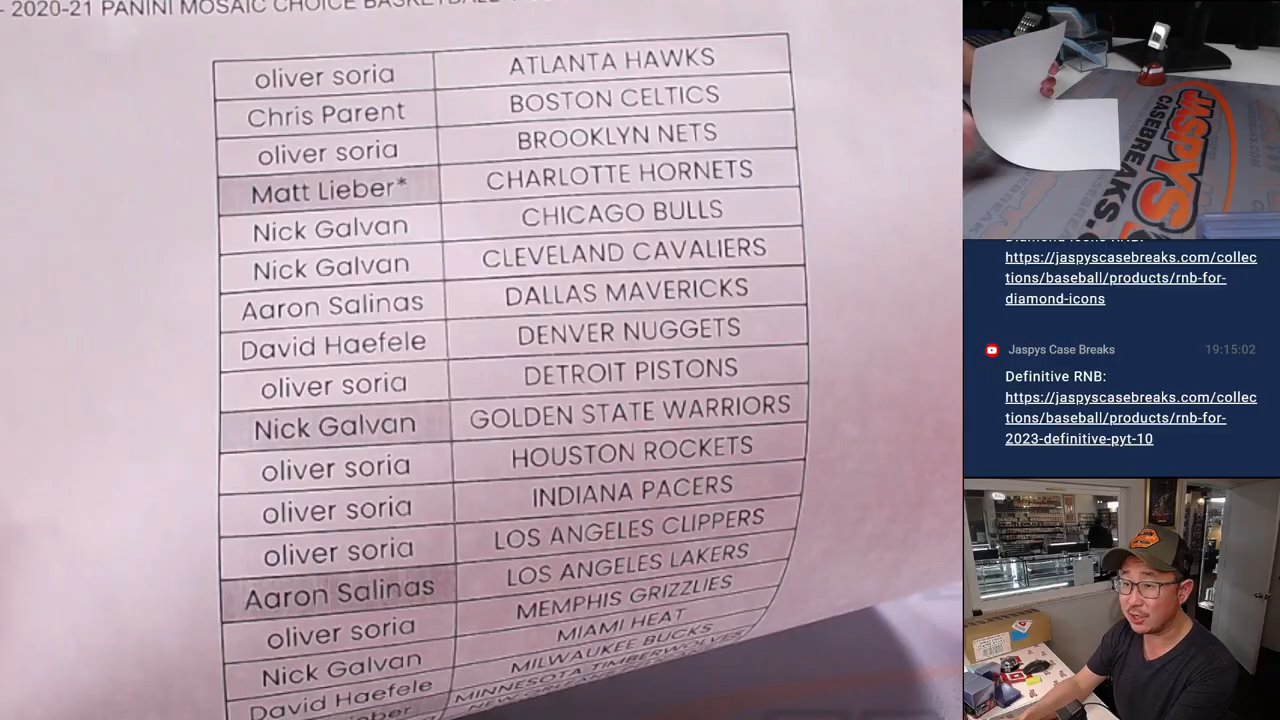 - 2020-21 PANINI MOSAIC CHOICE BASKETBALL
oliver soria ATLANTA HAWKS
Chris Parent BOSTON CELTICS
oliver soria BROOKLYN NETS
Matt Lieber* CHARLOTTE HORNETS
Nick Galvan CHICAGO BULLS
Nick Galvan CLEVELAND CAVALIERS
Aaron Salinas DALLAS MAVERICKS
David Haefele DENVER NUGGETS
oliver soria DETROIT PISTONS
Nick Galvan GOLDEN STATE WARRIORS
oliver soria HOUSTON ROCKETS
oliver soria INDIANA PACERS
oliver soria LOS ANGELES CLIPPERS
Aaron Salinas LOS ANGELES LAKERS
oliver soria MEMPHIS GRIZZLIES
Nick Galvan MIAMI HEAT
David Haefele MILWAUKEE BUCKS
MINNESOTA TIMBERWOLVES
JASPYS
CASEBREAKS.
https://jaspyscasebreaks.com/collec
tions/baseball/products/rnb-for-
diamond-icons
Jaspys Case Breaks 19:15:02
Definitive RNB:
https://jaspyscasebreaks.com/collec
tions/baseball/products/rnb-for-
2023-definitive-pyt-10